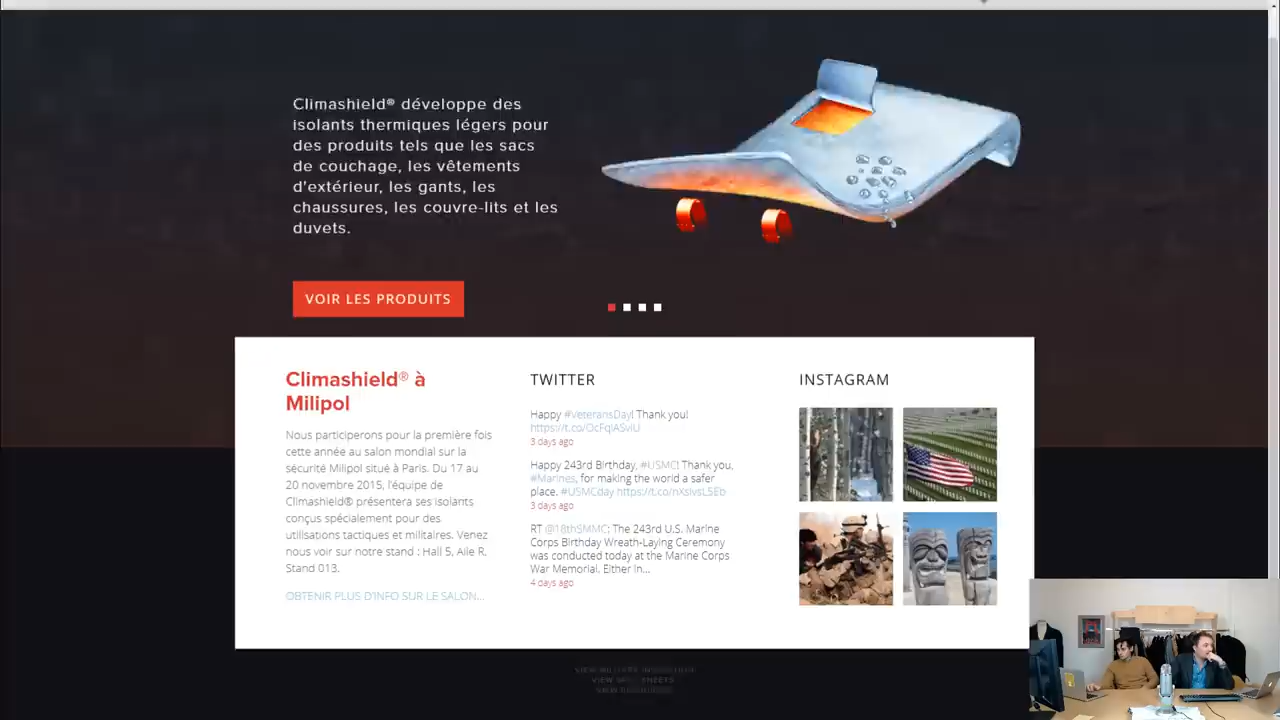 Climashield® développe des
isolants thermiques légers pour
des produits tels que les sacs
de couchage, les vêtements
d'extérieur, les gants, les
chaussures, les couvre-lits et les
duvets.
VOIR LES PRODUITS
Climashield® à
Milipol
Nous participerons pour la première fois
cette année au salon mondial sur la
sécurité Milipol situé à Paris. Du 17 au
20 novembre 2015, l'équipe de
Climashield® présentera ses isolants
conçus spécialement pour des
utilisations tactiques et militaires. Venez
nous voir sur notre stand : Hall 5, Aile R,
Stand 013.
OBTENIR PLUS D'INFO SUR LE SALON...
TWITTER
Happy #VeteransDay! Thank you!
3 days ago
Happy 243rd Birthday, #USMC! Thank you,
#Marines, for making the world a safer
place. #USMCday
3 days ago
RT @18thSMMC: The 243rd U.S. Marine
Corps Birthday Wreath-Laying Ceremony
was conducted today at the Marine Corps
War Memorial. Either in...
4 days ago
INSTAGRAM